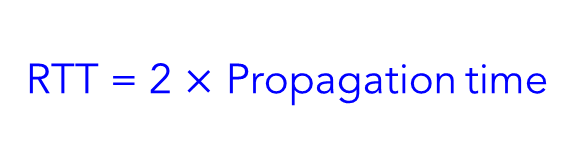 RTT = 2 × Propagation time